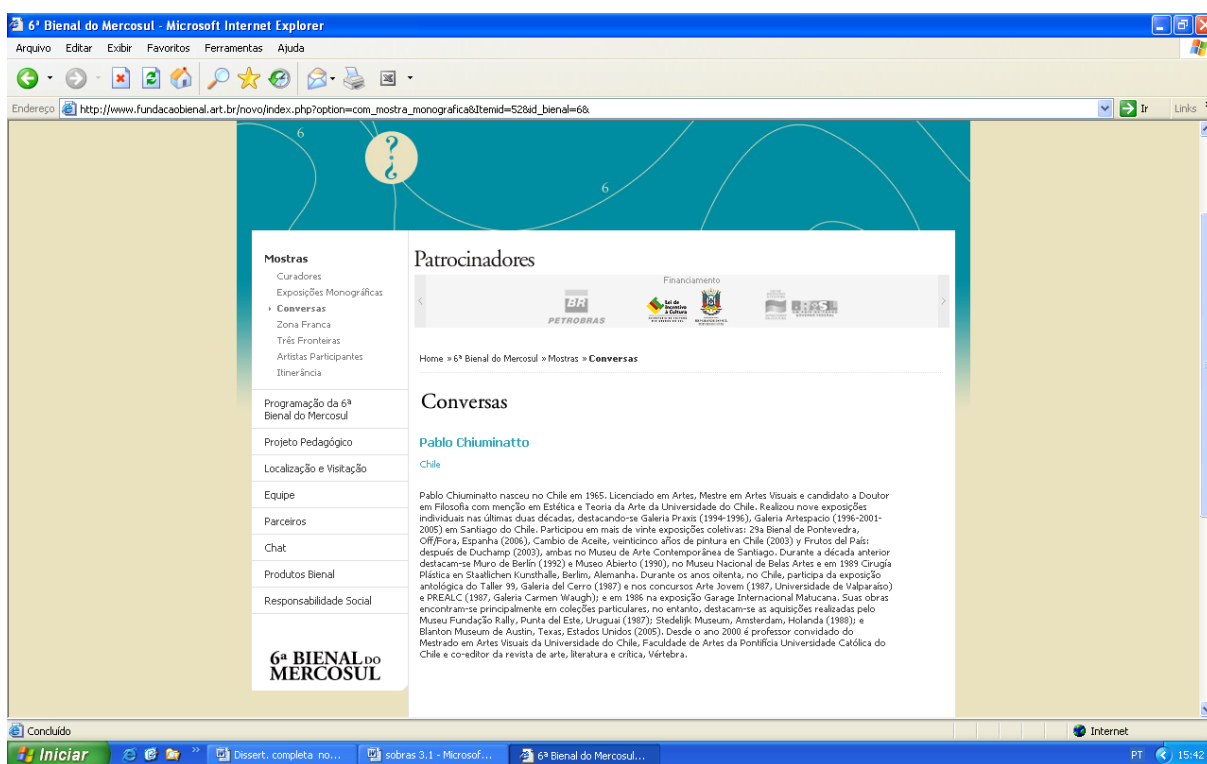 6ª Bienal do Mercosul - Microsoft Internet Explorer
Arquivo Editar Exibir Favoritos Ferramentas Ajuda
Endereço http://www.fundacaobienal.art.br/novo/index.php?option=com_mostra_monografica&Itemid=52&id_bienal=6& Ir Links
6
6
Mostras
Curadores
Exposições Monográficas
Conversas
Zona Franca
Três Fronteiras
Artistas Participantes
Itinerância
Programação da 6ª
Bienal do Mercosul
Projeto Pedagógico
Localização e Visitação
Equipe
Parceiros
Chat
Produtos Bienal
Responsabilidade Social
6ª BIENAL DO
MERCOSUL
Patrocinadores
Financiamento
BR
PETROBRAS
Lei de
Incentivo
à Cultura
BRASIL
Home » 6ª Bienal do Mercosul » Mostras » Conversas
Conversas
Pablo Chiuminatto
Chile
Pablo Chiuminatto nasceu no Chile em 1965. Licenciado em Artes, Mestre em Artes Visuais e candidato a Doutor
em Filosofia com menção em Estética e Teoria da Arte da Universidade do Chile. Realizou nove exposições
individuais nas últimas duas décadas, destacando-se Galeria Praxis (1994-1996), Galeria Artespacio (1996-2001-
2005) em Santiago do Chile. Participou em mais de vinte exposições coletivas: 29a Bienal de Pontevedra,
Off/Fora, Espanha (2006), Cambio de Aceite, veinticinco años de pintura en Chile (2003) y Frutos del País:
después de Duchamp (2003), ambas no Museu de Arte Contemporânea de Santiago. Durante a década anterior
destacam-se Muro de Berlín (1992) e Museo Abierto (1990), no Museu Nacional de Belas Artes e em 1989 Cirugía
Plástica en Staatlichen Kunsthalle, Berlim, Alemanha. Durante os anos oitenta, no Chile, participa da exposição
antológica do Taller 99, Galeria del Cerro (1987) e nos concursos Arte Jovem (1987, Universidade de Valparaíso)
e PREALC (1987, Galeria Carmen Waugh); e em 1986 na exposição Garage Internacional Matucana. Suas obras
encontram-se principalmente em coleções particulares, no entanto, destacam-se as aquisições realizadas pelo
Museu Fundação Rally, Punta del Este, Uruguai (1987); Stedelijk Museum, Amsterdam, Holanda (1988); e
Blanton Museum de Austin, Texas, Estados Unidos (2005). Desde o ano 2000 é professor convidado do
Mestrado em Artes Visuais da Universidade do Chile, Faculdade de Artes da Pontifícia Universidade Católica do
Chile e co-editor da revista de arte, literatura e crítica, Vértebra.
Concluído Internet
Iniciar Dissert. completa no... sobras 3.1 - Microsof... 6ª Bienal do Mercosul... PT 15:42